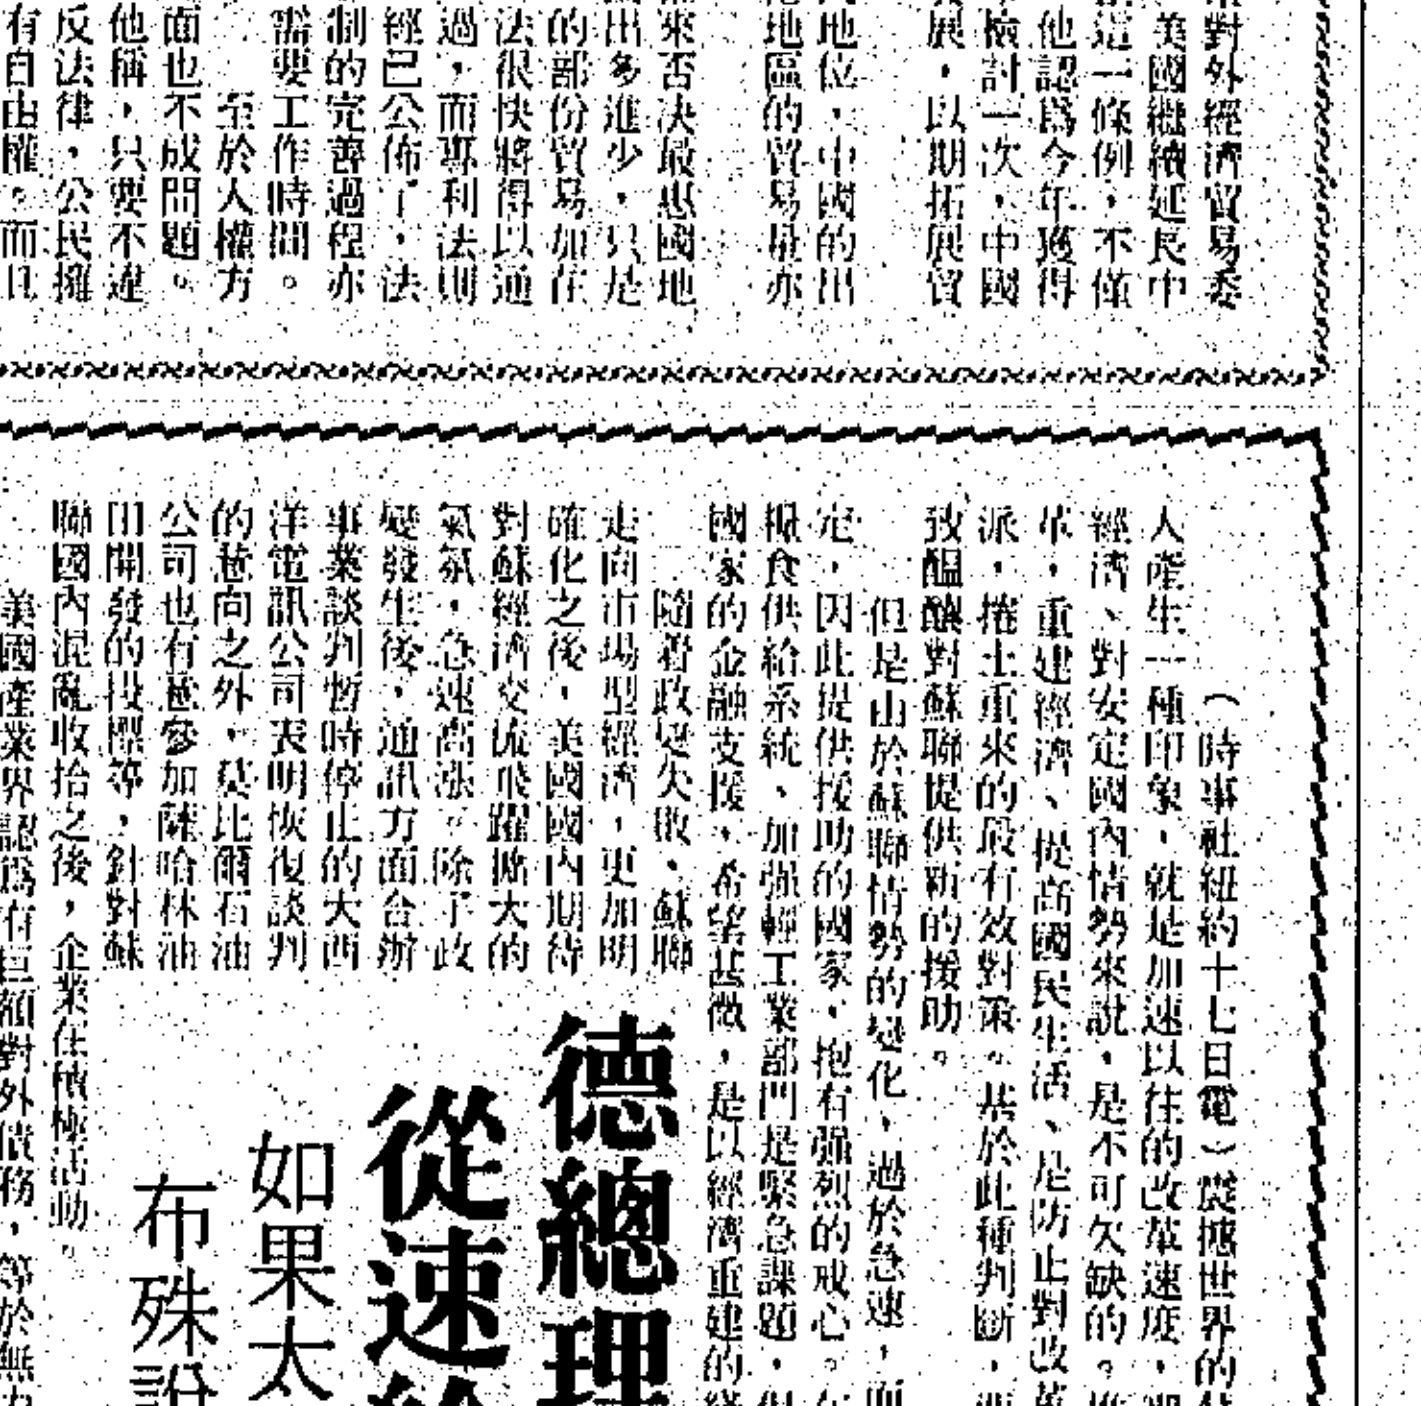 對外經濟貿易委
美國繼續延長中
這一條例，不僅
他認爲今年獲得
檢討一次，中國
展，以期拓展貿
地位，中國的出
地區的貿易量亦
來否決最惠國地
出多進少，只是
的部份貿易加在
法很快將得以通
過，而專利法則
經已公佈了，法
制的完善過程亦
需要工作時間。
至於人權方
面也不成問題。
他稱，只要不違
反法律，公民擁
有自由權。而且
（時事社紐約十七日電）震撼世界的
人產生一種印象，就是加速以往的改革速度，
經濟、對安定國內情勢來說，是不可欠缺的。
革，重建經濟、提高國民生活、是防止對改革
派，捲土重來的最有效對策。基於此種判斷，
致醞釀對蘇聯提供新的援助。
但是由於蘇聯情勢的變化，過於急速，而
定，因此提供援助的國家，抱有强烈的戒心。
糧食供給系統、加强輕工業部門是緊急課題，但
國家的金融支援，希望甚微，是以經濟重建的
隨着政變失敗，蘇聯
走向市場型經濟，更加明
確化之後，美國國內期待
對蘇經濟交流飛躍擴大的
氣氛，急速高漲。除了政
變發生後，通訊方面合辦
事業談判暫時停止的大西
洋電訊公司表明恢復談判
的意向之外，莫比爾石油
公司也有意參加薩哈林油
田開發的投標等，針對蘇
聯國內混亂收拾之後，企業在積極活動。
美國產業界認爲有巨額對外債務，等於無力
德總理
從速
如果太
布殊說